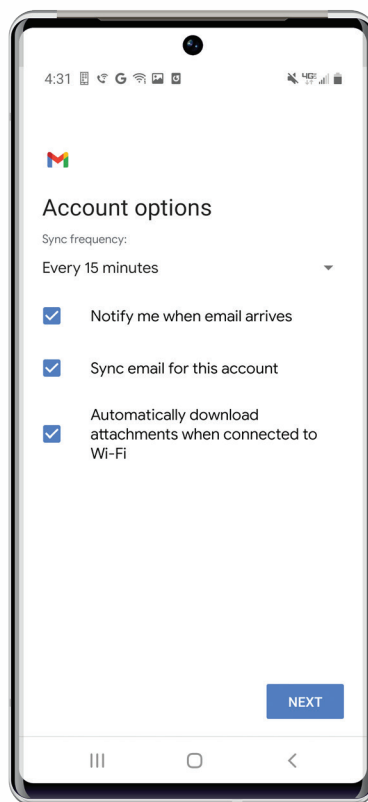 4:31 G 4GE
Account options
Sync frequency:
Every 15 minutes
Notify me when email arrives
Sync email for this account
Automatically download
attachments when connected to
Wi-Fi
NEXT